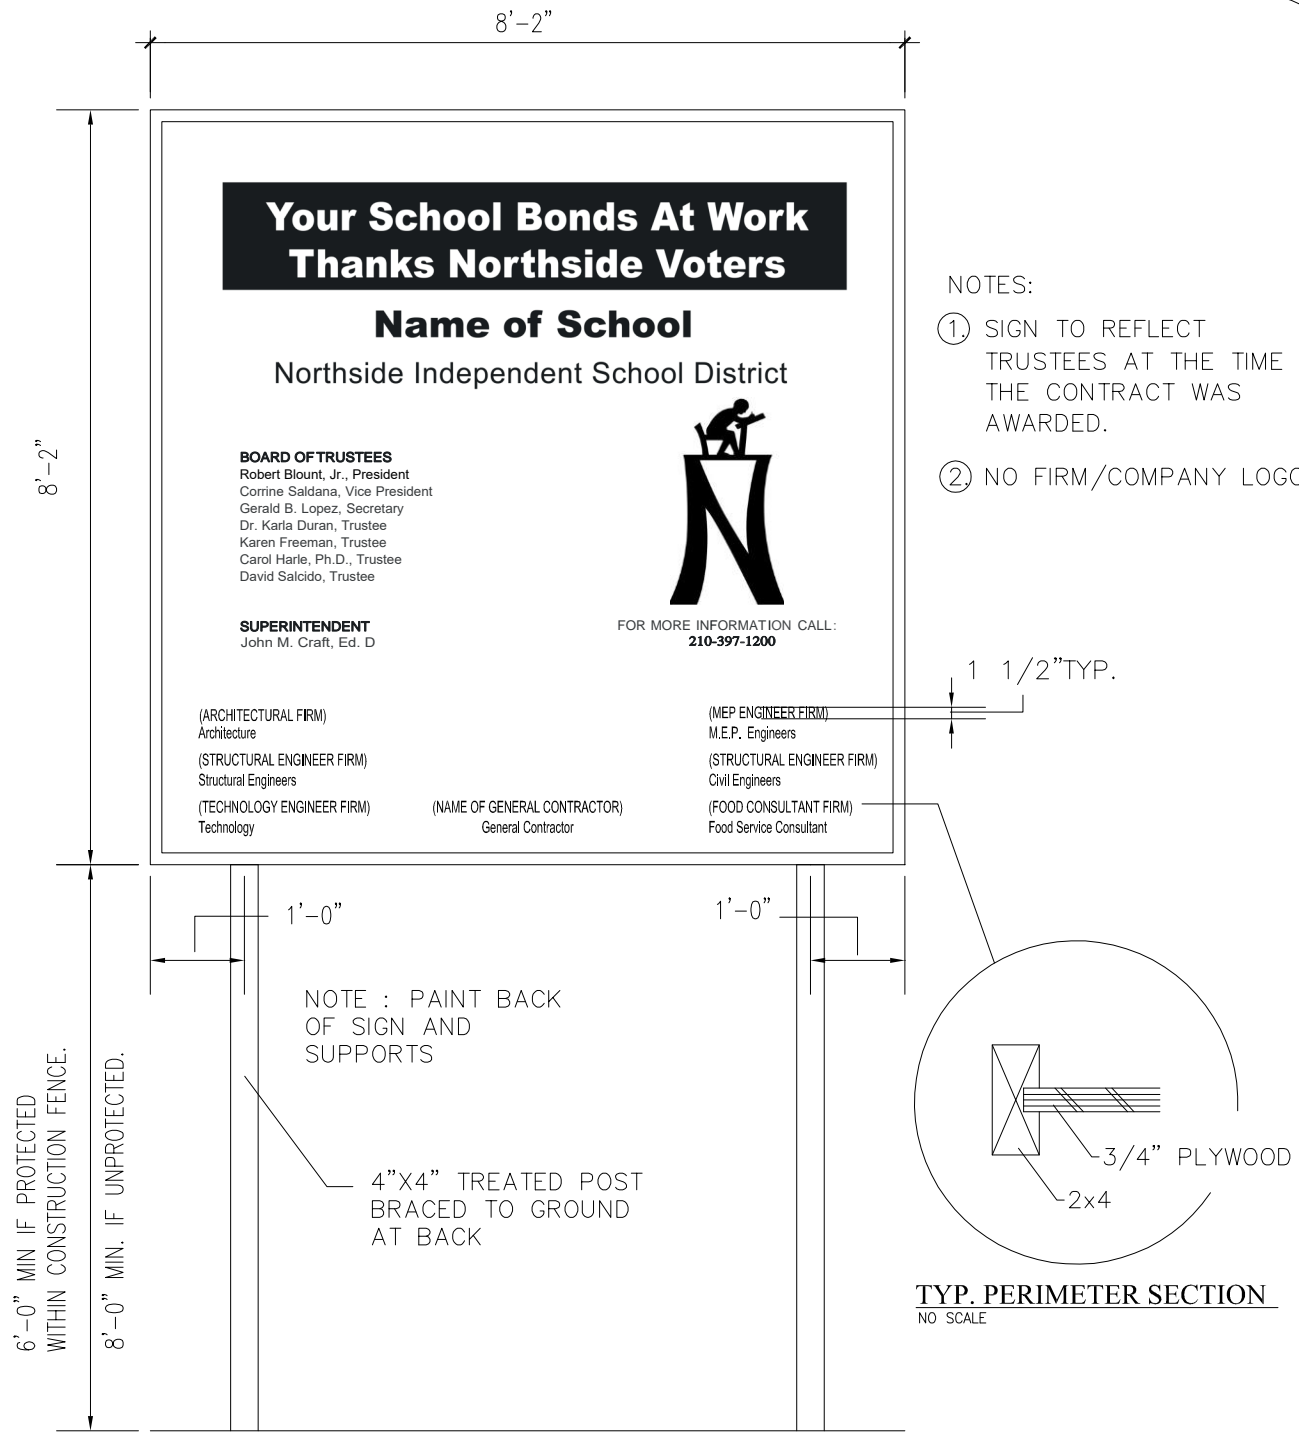 8'-2"
8'-2"
Your School Bonds At Work
Thanks Northside Voters
Name of School
Northside Independent School District
BOARD OF TRUSTEES
Robert Blount, Jr., President
Corrine Saldana, Vice President
Gerald B. Lopez, Secretary
Dr. Karla Duran, Trustee
Karen Freeman, Trustee
Carol Harle, Ph.D., Trustee
David Salcido, Trustee
SUPERINTENDENT
John M. Craft, Ed. D
FOR MORE INFORMATION CALL:
210-397-1200
(ARCHITECTURAL FIRM)
Architecture
(STRUCTURAL ENGINEER FIRM)
Structural Engineers
(TECHNOLOGY ENGINEER FIRM)
Technology
(NAME OF GENERAL CONTRACTOR)
General Contractor
(MEP ENGINEER FIRM)
M.E.P. Engineers
(STRUCTURAL ENGINEER FIRM)
Civil Engineers
(FOOD CONSULTANT FIRM)
Food Service Consultant
NOTES:
1. SIGN TO REFLECT
TRUSTEES AT THE TIME
THE CONTRACT WAS
AWARDED.
2. NO FIRM/COMPANY LOGO
1 1/2"TYP.
1'-0"
1'-0"
NOTE : PAINT BACK
OF SIGN AND
SUPPORTS
4"X4" TREATED POST
BRACED TO GROUND
AT BACK
6'-0" MIN IF PROTECTED
WITHIN CONSTRUCTION FENCE.
8'-0" MIN. IF UNPROTECTED.
3/4" PLYWOOD
2x4
TYP. PERIMETER SECTION
NO SCALE